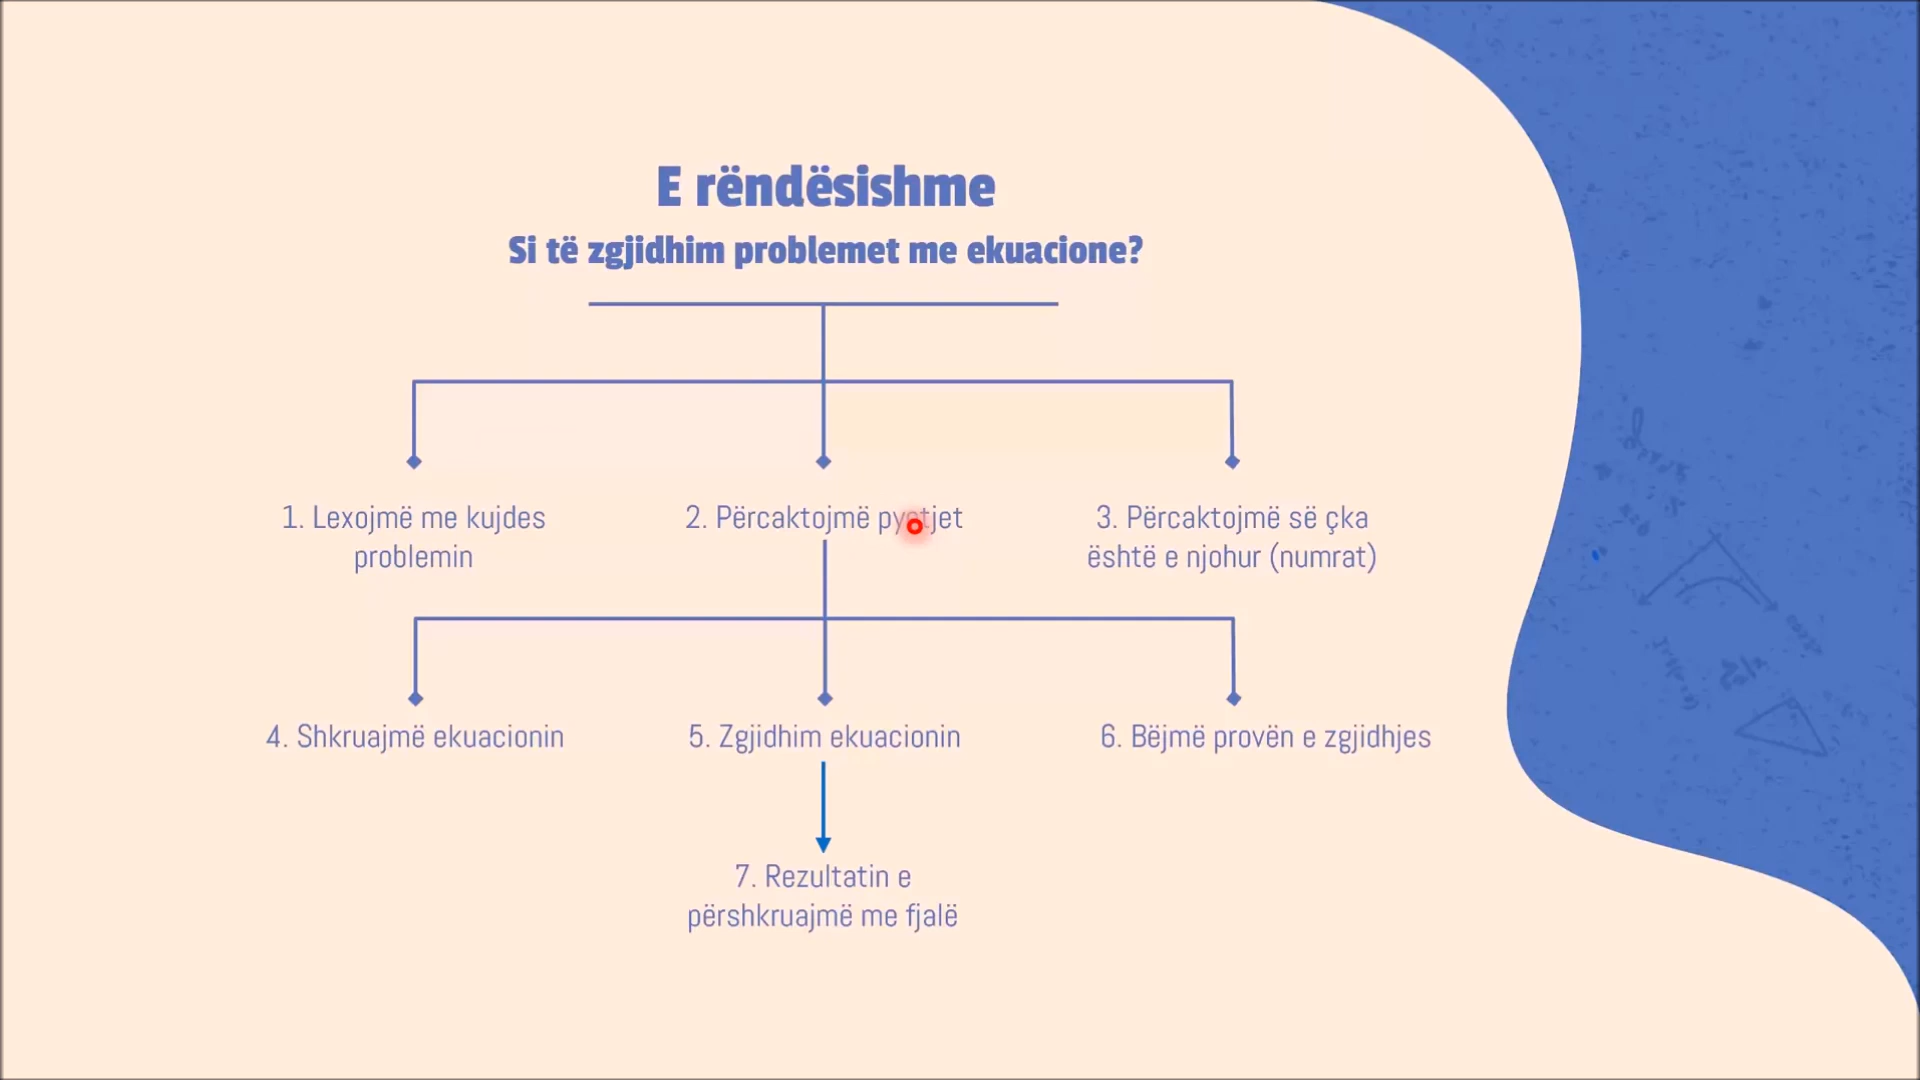 E rëndësishme
Si të zgjidhim problemet me ekuacione?
1. Lexojmë me kujdes
problemin
2. Përcaktojmë pyetjet
3. Përcaktojmë së çka
është e njohur (numrat)
4. Shkruajmë ekuacionin
5. Zgjidhim ekuacionin
6. Bëjmë provën e zgjidhjes
7. Rezultatin e
përshkruajmë me fjalë